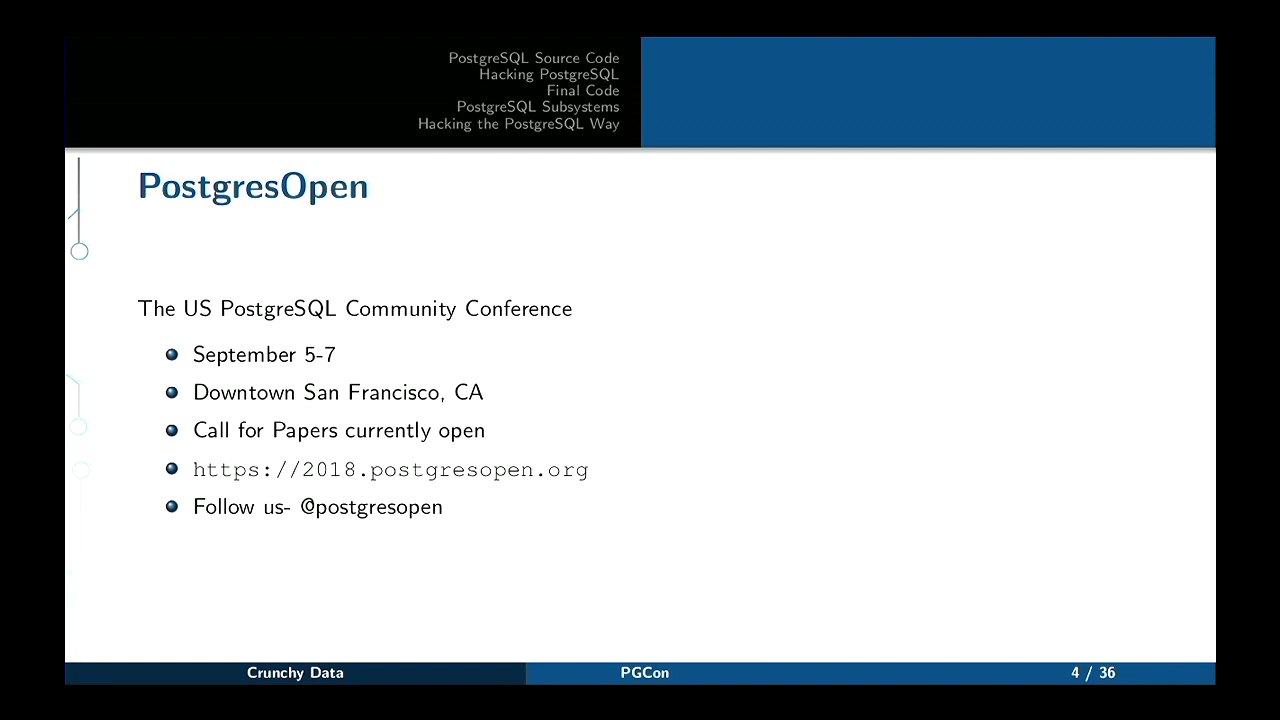 PostgreSQL Source Code
Hacking PostgreSQL
Final Code
PostgreSQL Subsystems
Hacking the PostgreSQL Way
PostgresOpen
The US PostgreSQL Community Conference
September 5-7
Downtown San Francisco, CA
Call for Papers currently open
https://2018.postgresopen.org
Follow us- @postgresopen
Crunchy Data
PGCon
4 / 36